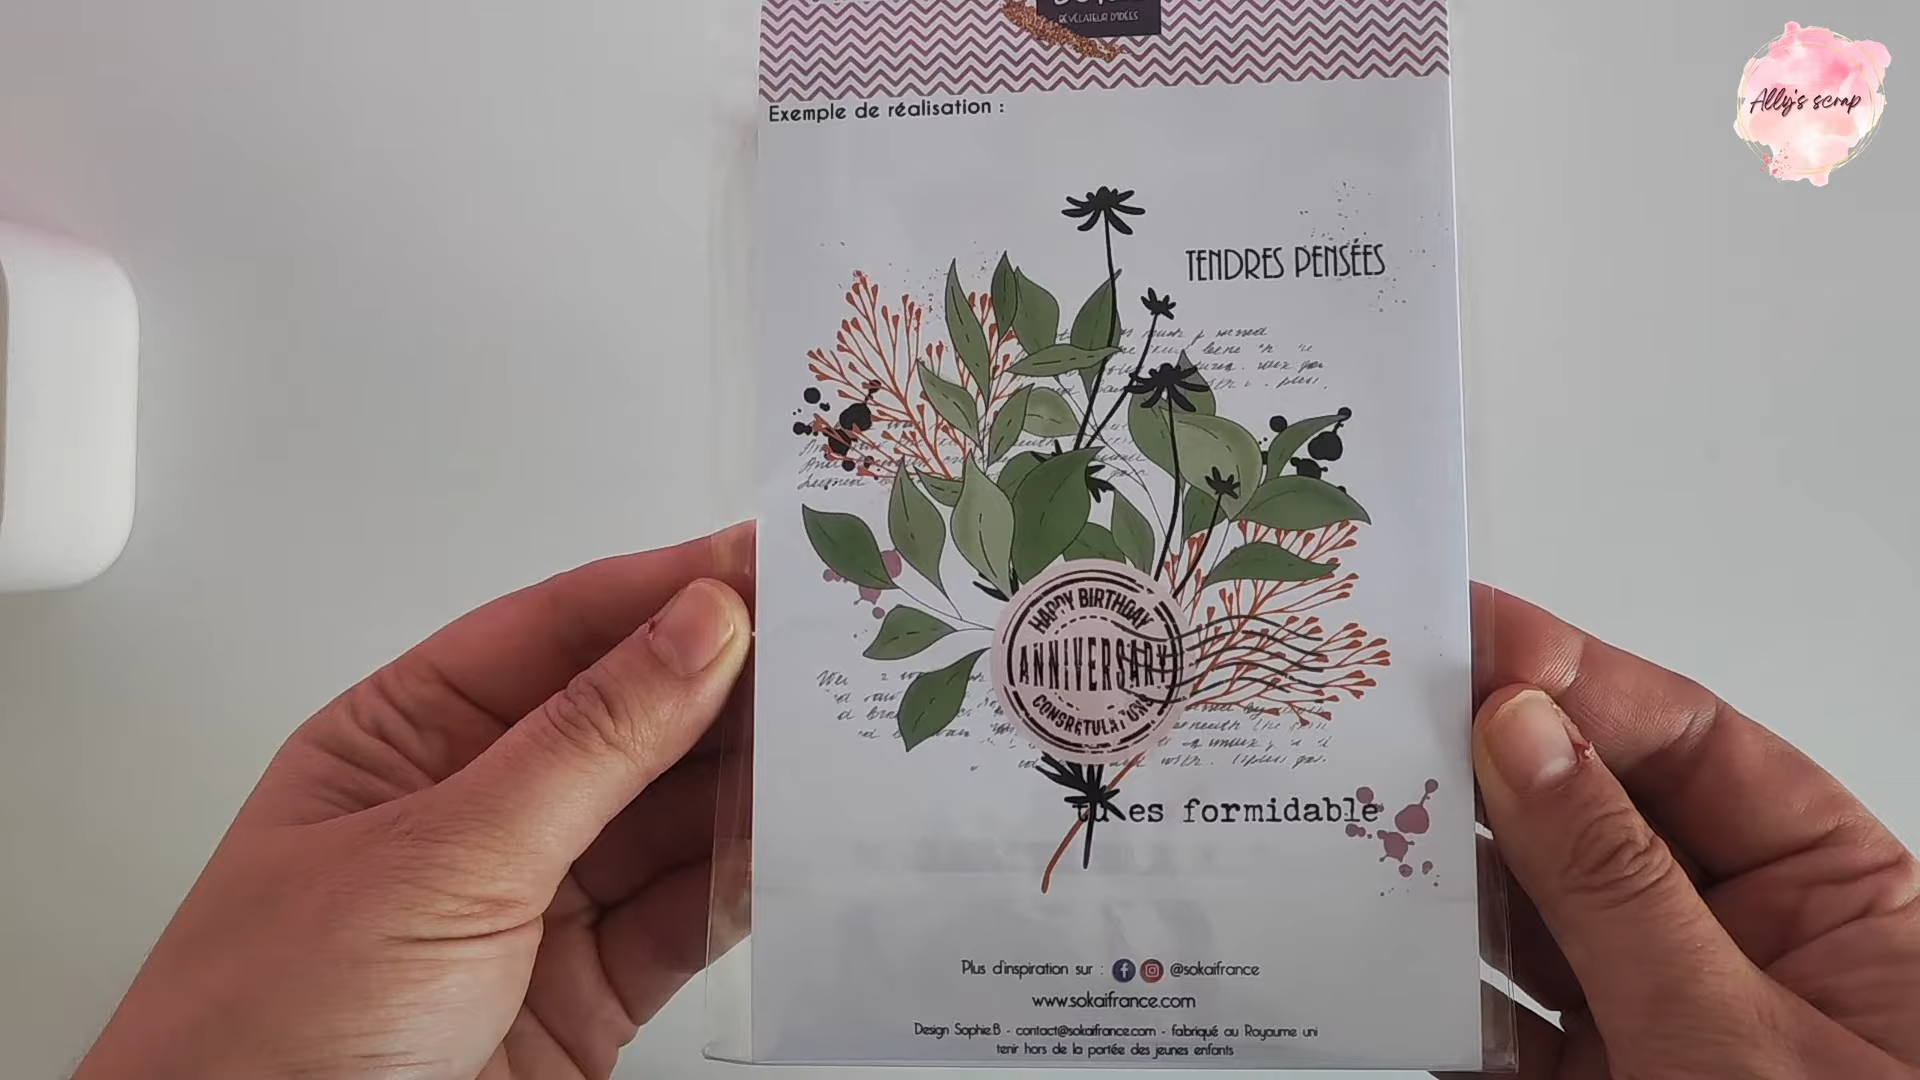 RÉVÉLATEUR D'IDÉES
Ally's scrap
Exemple de réalisation :
TENDRES PENSÉES
HAPPY BIRTHDAY
ANNIVERSARY
CONGRETULATIONS
tu es formidable
Plus d'inspiration sur : @sokaifrance
www.sokaifrance.com
Design Sophie.B - contact@sokaifrance.com - fabriqué au Royaume uni
tenir hors de la portée des jeunes enfants